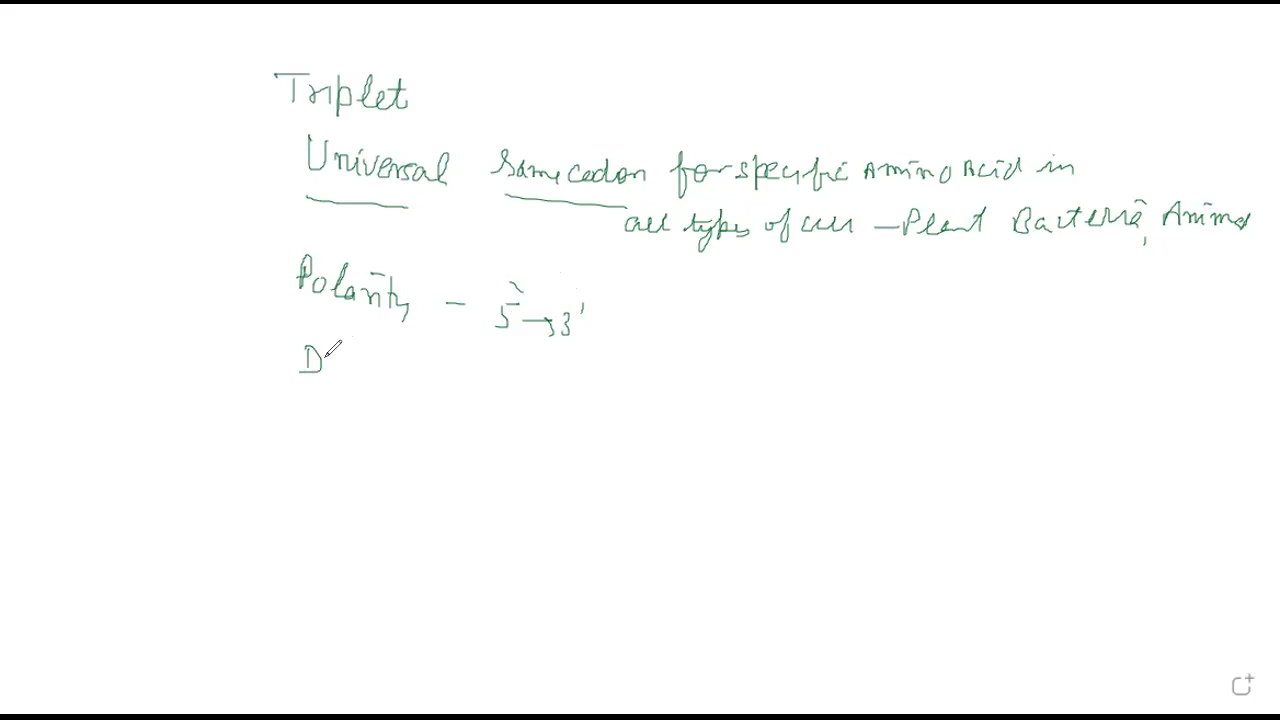 Triplet
Universal same codon for specific Amino Acid in
all types of cell – Plant Bacteria, Animal
Polarity – 5' → 3'
D